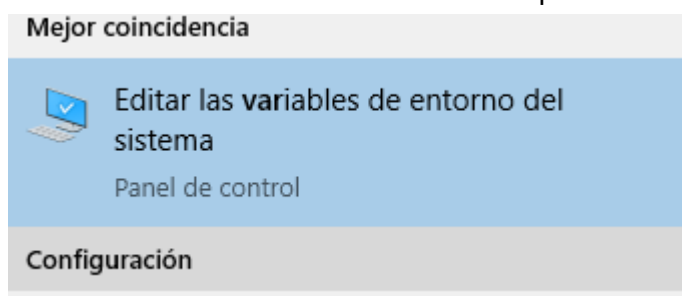 Mejor coincidencia
Editar las variables de entorno del
sistema
Panel de control
Configuración